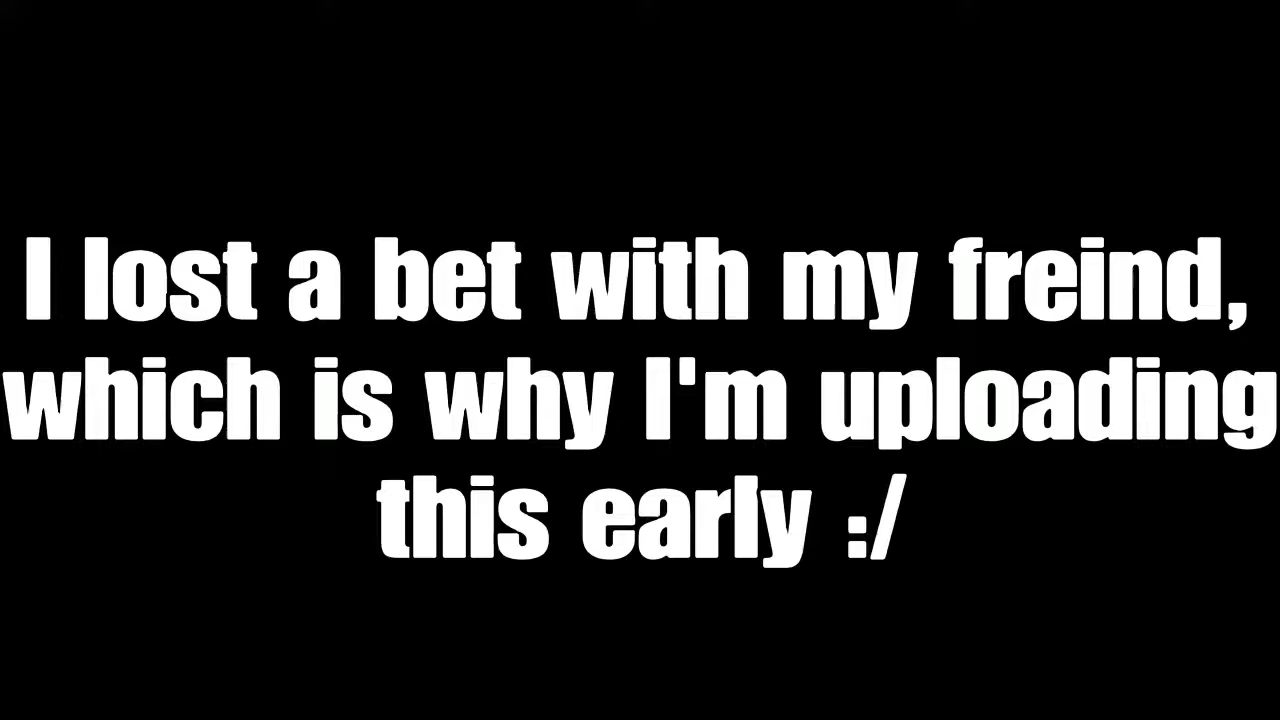 I lost a bet with my freind,
which is why I'm uploading
this early :/